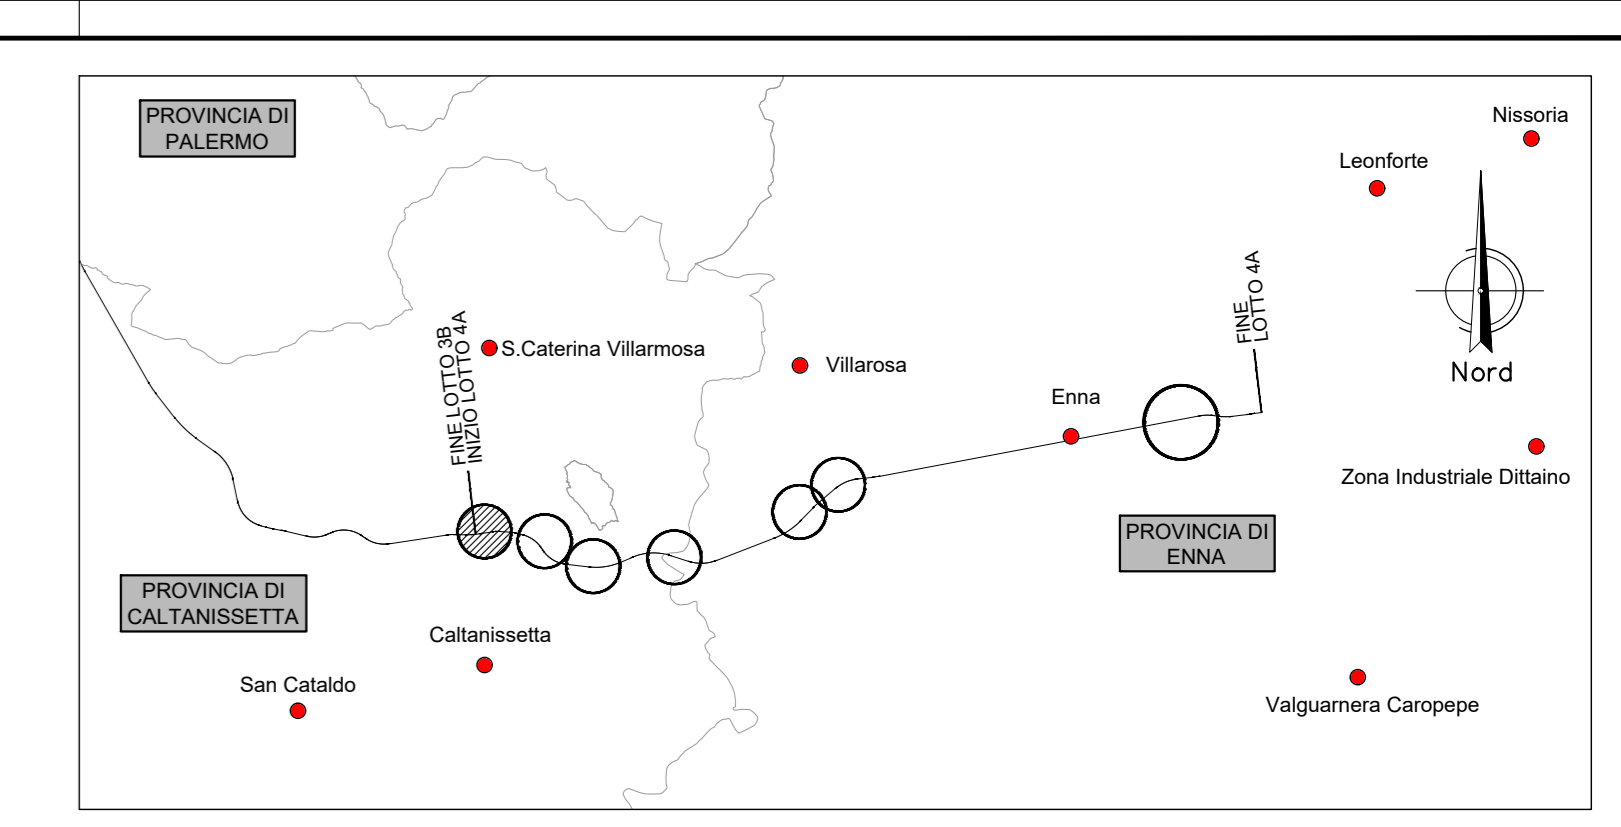 PROVINCIA DI
PALERMO
Nissoria
Leonforte
FINE
LOTTO 4A
FINE LOTTO 3B
INIZIO LOTTO 4A
S.Caterina Villarmosa
Villarosa
Nord
Enna
Zona Industriale Dittaino
PROVINCIA DI
ENNA
PROVINCIA DI
CALTANISSETTA
Caltanissetta
San Cataldo
Valguarnera Caropepe